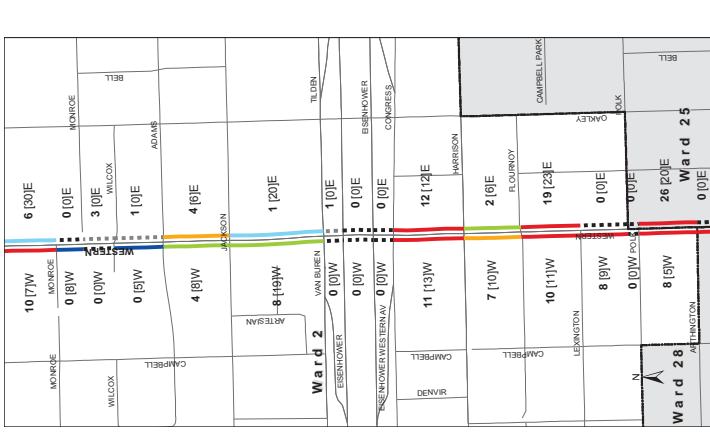 BELL
MONROE
WILCOX
ADAMS
TILDEN
EISENHOWER
CONGRESS
HARRISON
CAMPBELL PARK
FLOURNOY
OAKLEY
POLK
BELL
Ward 25
6 [30]E
0 [0]E
3 [0]E
1 [0]E
4 [6]E
1 [20]E
1 [0]E
0 [0]E
0 [0]E
12 [12]E
2 [6]E
19 [23]E
0 [0]E
0 [0]E
26 [20]E
0 [0]E
WESTERN
JACKSON
WESTERN
10 [7]W
0 [8]W
0 [0]W
0 [5]W
4 [8]W
8 [19]W
0 [0]W
0 [0]W
0 [0]W
11 [13]W
7 [10]W
10 [11]W
8 [9]W
0 [0]W
8 [5]W
MONROE
VAN BUREN
POLK
ARTESIAN
LEXINGTON
ARTHINGTON
MONROE
WILCOX
CAMPBELL
Ward 2
EISENHOWER
EISENHOWER WESTERN AV
CAMPBELL
DENVIR
CAMPBELL
N
Ward 28